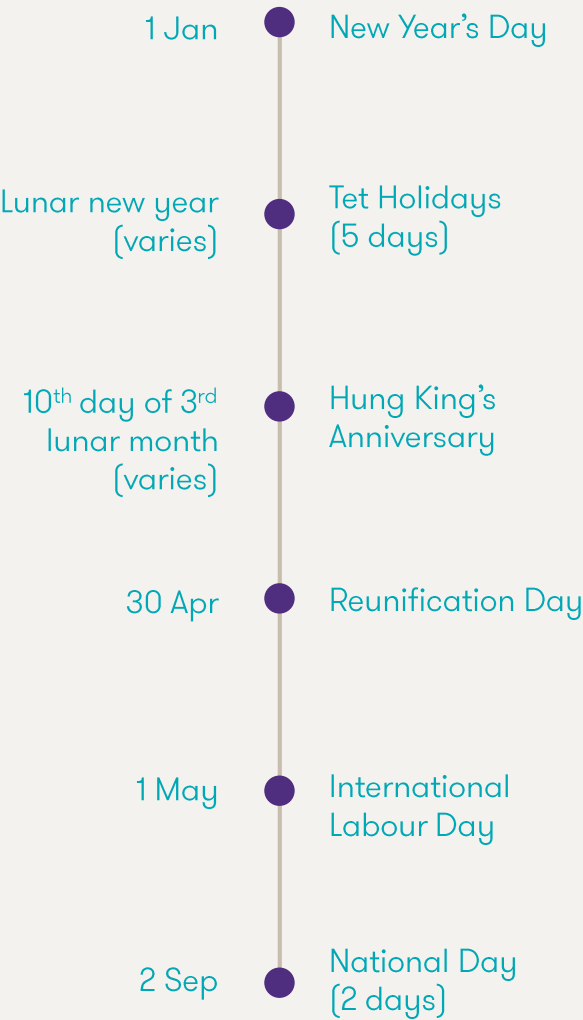 1 Jan
New Year’s Day
Lunar new year
(varies)
Tet Holidays
(5 days)
10th day of 3rd
lunar month
(varies)
Hung King’s
Anniversary
30 Apr
Reunification Day
1 May
International
Labour Day
2 Sep
National Day
(2 days)